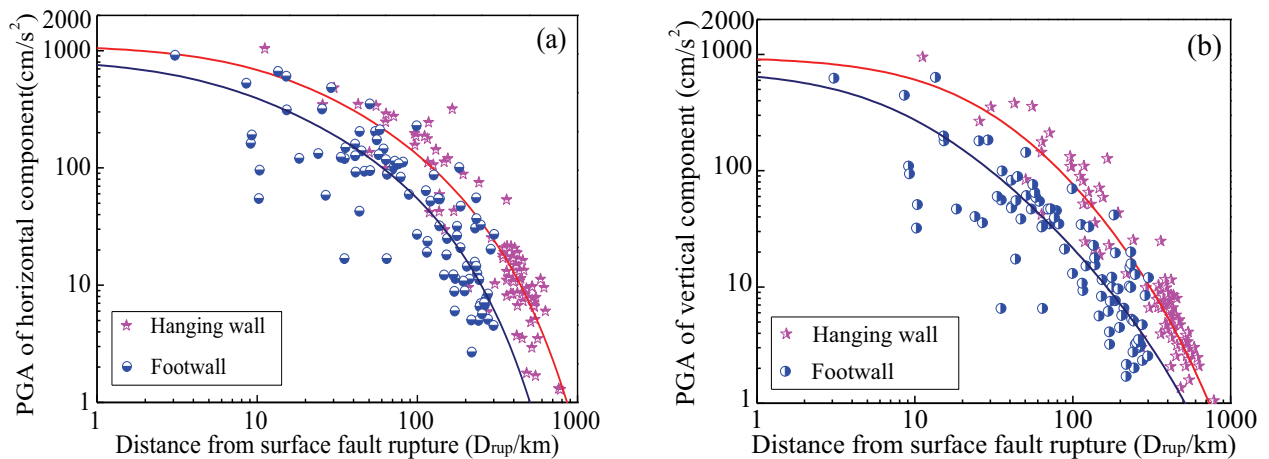 2000
1000
100
10
1
PGA of horizontal component(cm/s²)
(a)
Hanging wall
Footwall
1 10 100 1000
Distance from surface fault rupture (Drup/km)
2000
1000
100
10
1
PGA of vertical component (cm/s²)
(b)
Hanging wall
Footwall
1 10 100 1000
Distance from surface fault rupture (Drup/km)